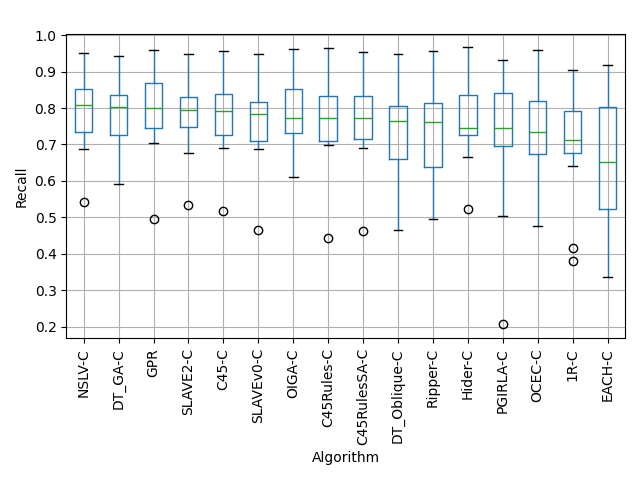 1.0
0.9
0.8
0.7
0.6
0.5
0.4
0.3
0.2
Recall
NSLV-C
DT_GA-C
GPR
SLAVE2-C
C45-C
SLAVEv0-C
OIGA-C
C45Rules-C
C45RulesSA-C
DT_Oblique-C
Ripper-C
Hider-C
PGIRLA-C
OCEC-C
1R-C
EACH-C
Algorithm